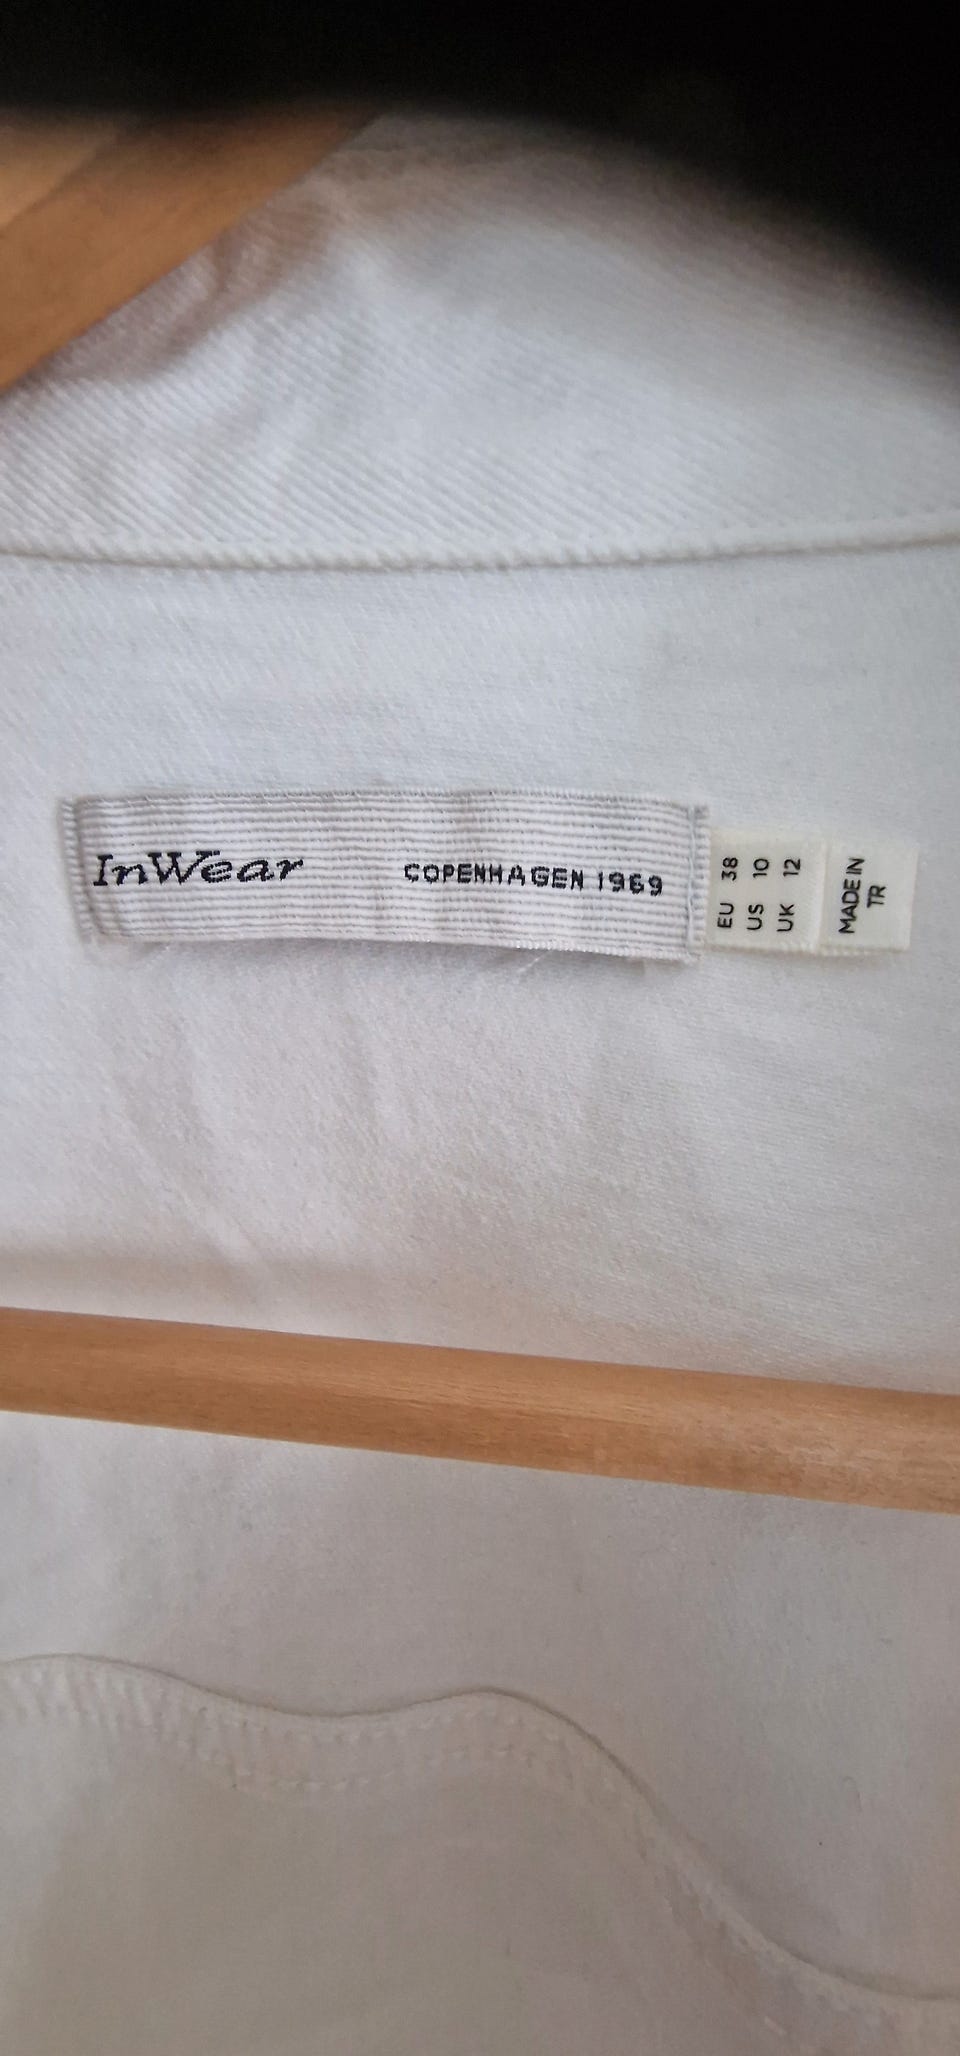 InWear COPENHAGEN 1969
EU 38
US 10
UK 12
MADE IN
TR